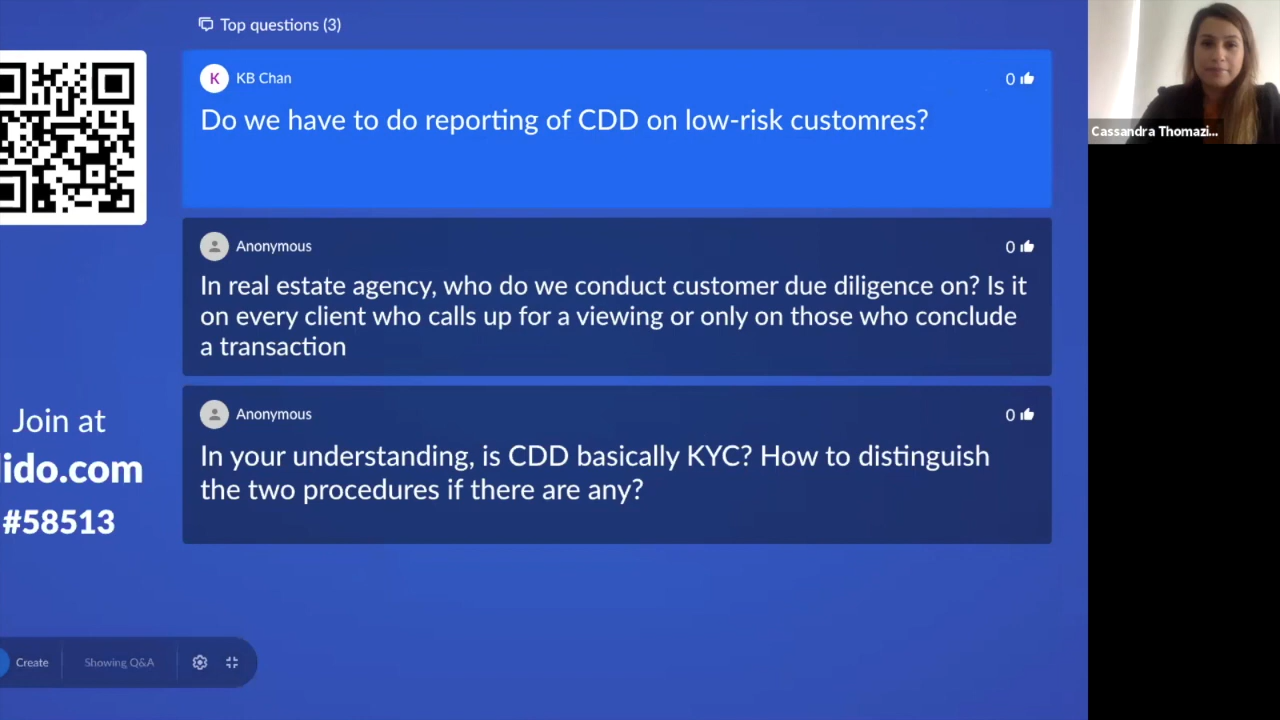 Top questions (3)
K KB Chan 0
Do we have to do reporting of CDD on low-risk customres?
Cassandra Thomazi...
Anonymous 0
In real estate agency, who do we conduct customer due diligence on? Is it
on every client who calls up for a viewing or only on those who conclude
a transaction
Anonymous 0
In your understanding, is CDD basically KYC? How to distinguish
the two procedures if there are any?
Join at
lido.com
#58513
Create Showing Q&A